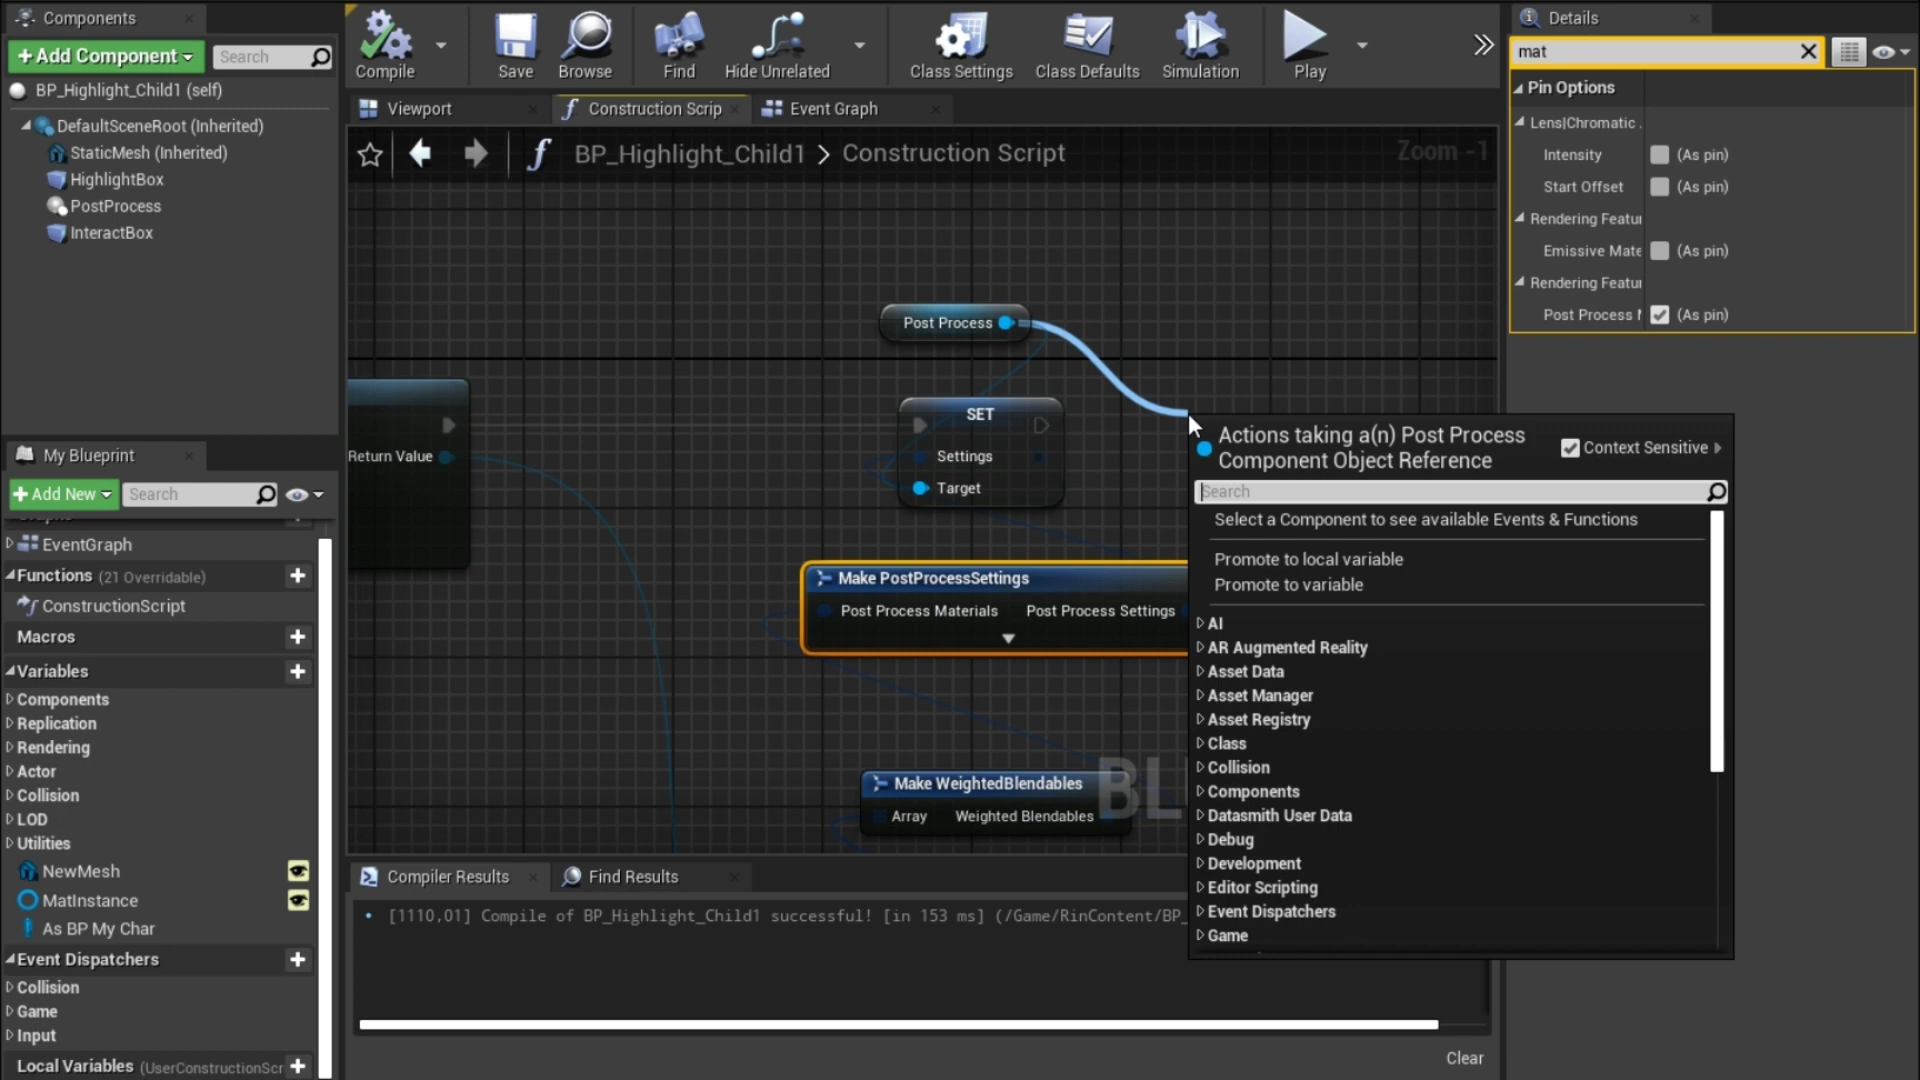 Components
Add Component
Search
BP_Highlight_Child1 (self)
DefaultSceneRoot (Inherited)
StaticMesh (Inherited)
HighlightBox
PostProcess
InteractBox
My Blueprint
Add New
Search
EventGraph
Functions (21 Overridable)
ConstructionScript
Macros
Variables
Components
Replication
Rendering
Actor
Collision
LOD
Utilities
NewMesh
MatInstance
As BP My Char
Event Dispatchers
Collision
Game
Input
Local Variables (UserConstructionScr
Compile
Save
Browse
Find
Hide Unrelated
Class Settings
Class Defaults
Simulation
Play
Viewport
Construction Scrip
Event Graph
BP_Highlight_Child1 > Construction Script
Zoom -1
Post Process
SET
Settings
Target
Return Value
Make PostProcessSettings
Post Process Materials Post Process Settings
Make WeightedBlendables
Array Weighted Blendables
Compiler Results
Find Results
[1110,01] Compile of BP_Highlight_Child1 successful! [in 153 ms] (/Game/RinContent/BP_
Clear
Actions taking a(n) Post Process
Component Object Reference
Context Sensitive
Search
Select a Component to see available Events & Functions
Promote to local variable
Promote to variable
AI
AR Augmented Reality
Asset Data
Asset Manager
Asset Registry
Class
Collision
Components
Datasmith User Data
Debug
Development
Editor Scripting
Event Dispatchers
Game
Details
mat
Pin Options
Lens|Chromatic .
Intensity (As pin)
Start Offset (As pin)
Rendering Featur
Emissive Mate (As pin)
Rendering Featur
Post Process M (As pin)